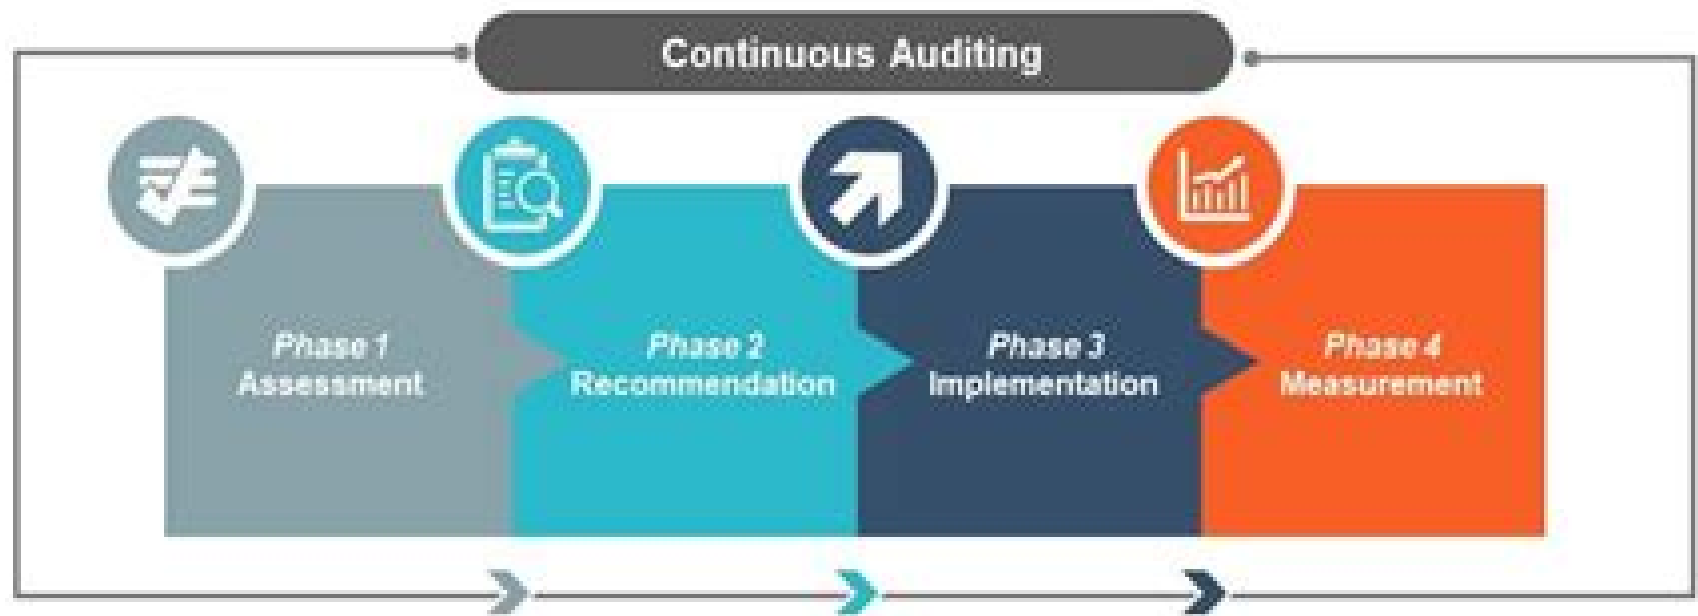 Continuous Auditing
Phase 1
Assessment
Phase 2
Recommendation
Phase 3
Implementation
Phase 4
Measurement